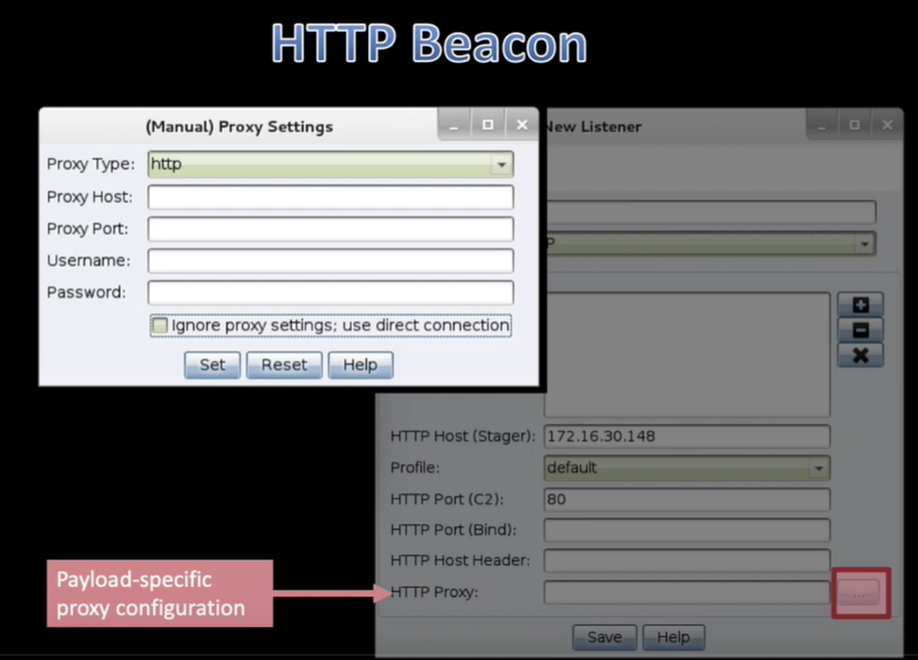 HTTP Beacon
(Manual) Proxy Settings
Proxy Type: http
Proxy Host:
Proxy Port:
Username:
Password:
Ignore proxy settings; use direct connection
Set Reset Help
New Listener
P
HTTP Host (Stager): 172.16.30.148
Profile: default
HTTP Port (C2): 80
HTTP Port (Bind):
HTTP Host Header:
HTTP Proxy: ...
Save Help
Payload-specific
proxy configuration